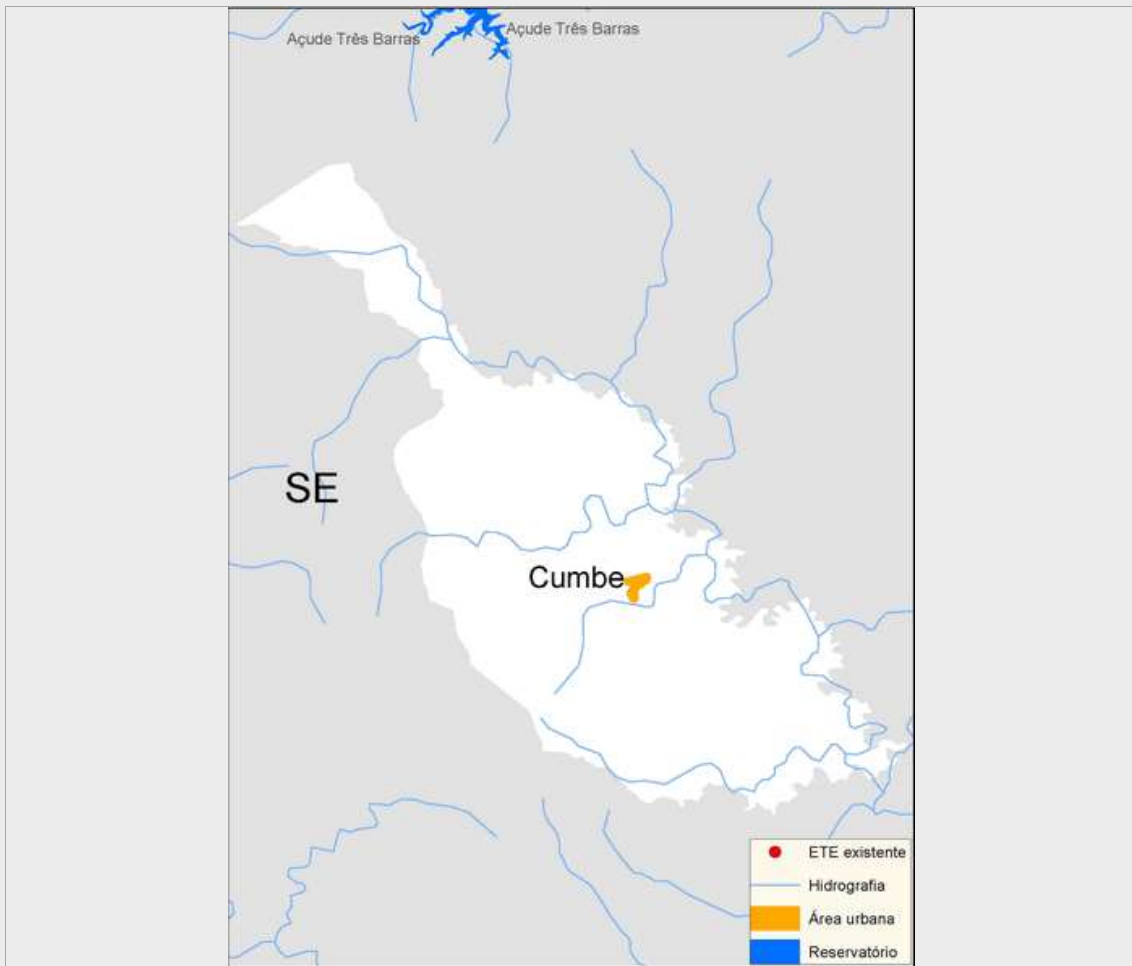 Açude Três Barras
Açude Três Barras
SE
Cumbe
ETE existente
Hidrografia
Área urbana
Reservatório